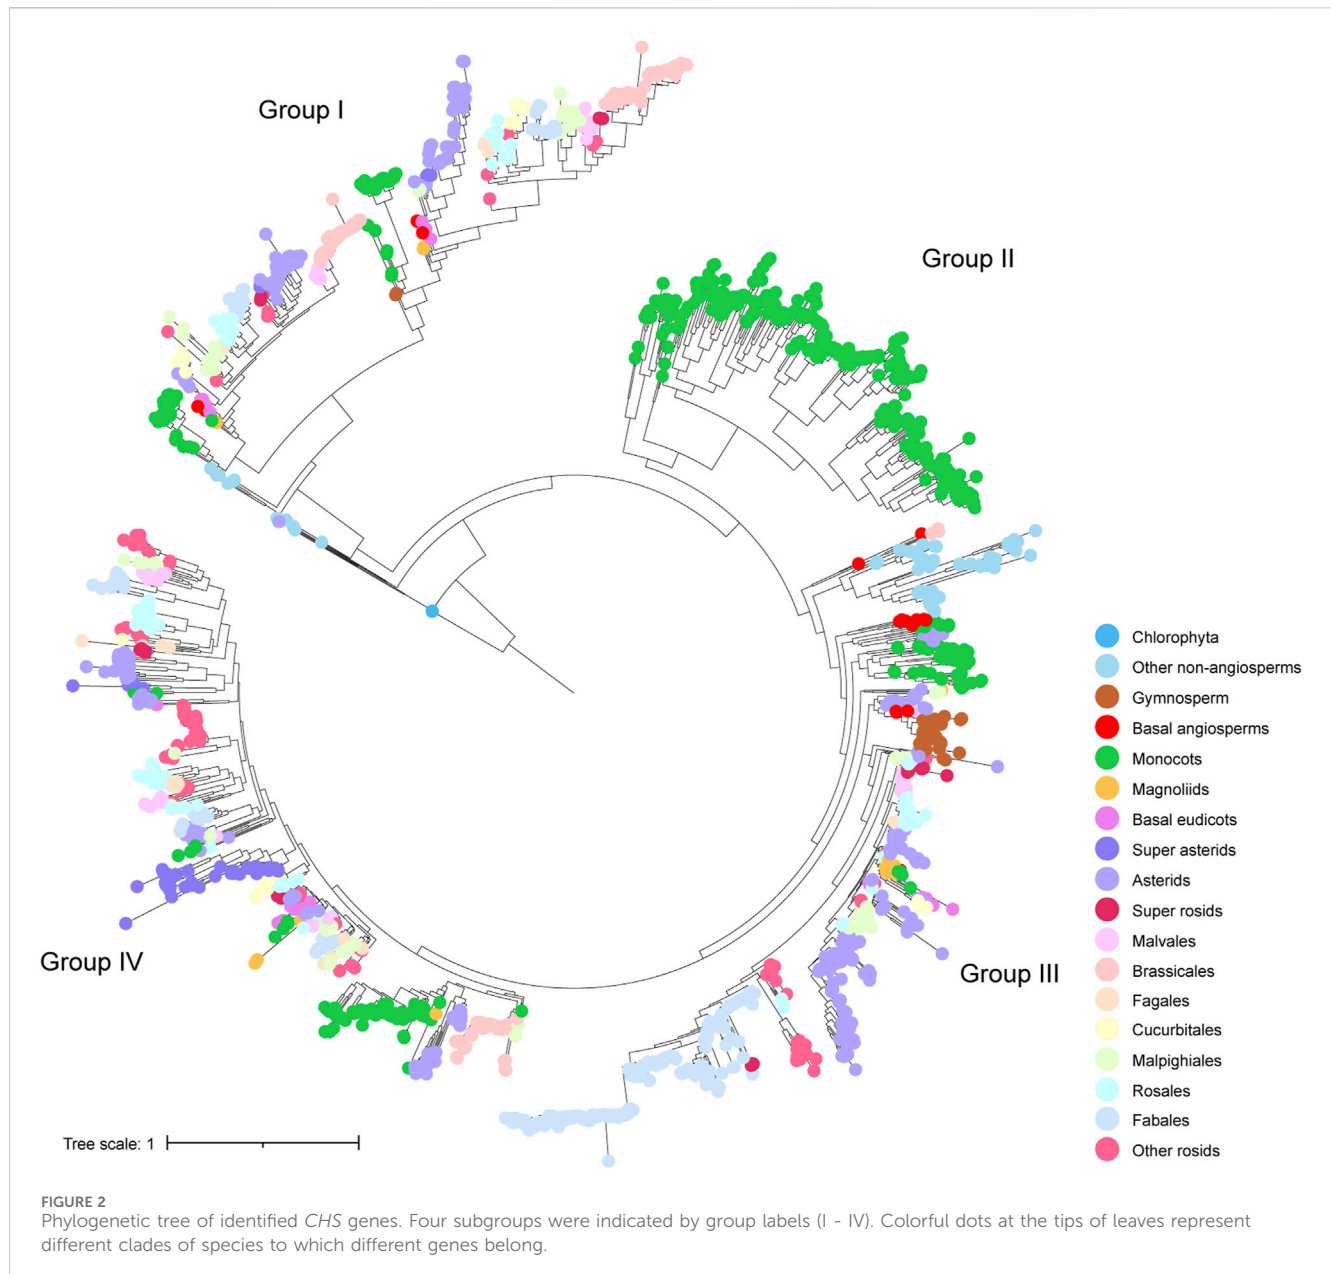 Group I
Group II
Group III
Group IV
Chlorophyta
Other non-angiosperms
Gymnosperm
Basal angiosperms
Monocots
Magnoliids
Basal eudicots
Super asterids
Asterids
Super rosids
Malvales
Brassicales
Fagales
Cucurbitales
Malpighiales
Rosales
Fabales
Other rosids
Tree scale: 1
FIGURE 2
Phylogenetic tree of identified CHS genes. Four subgroups were indicated by group labels (I - IV). Colorful dots at the tips of leaves represent
different clades of species to which different genes belong.